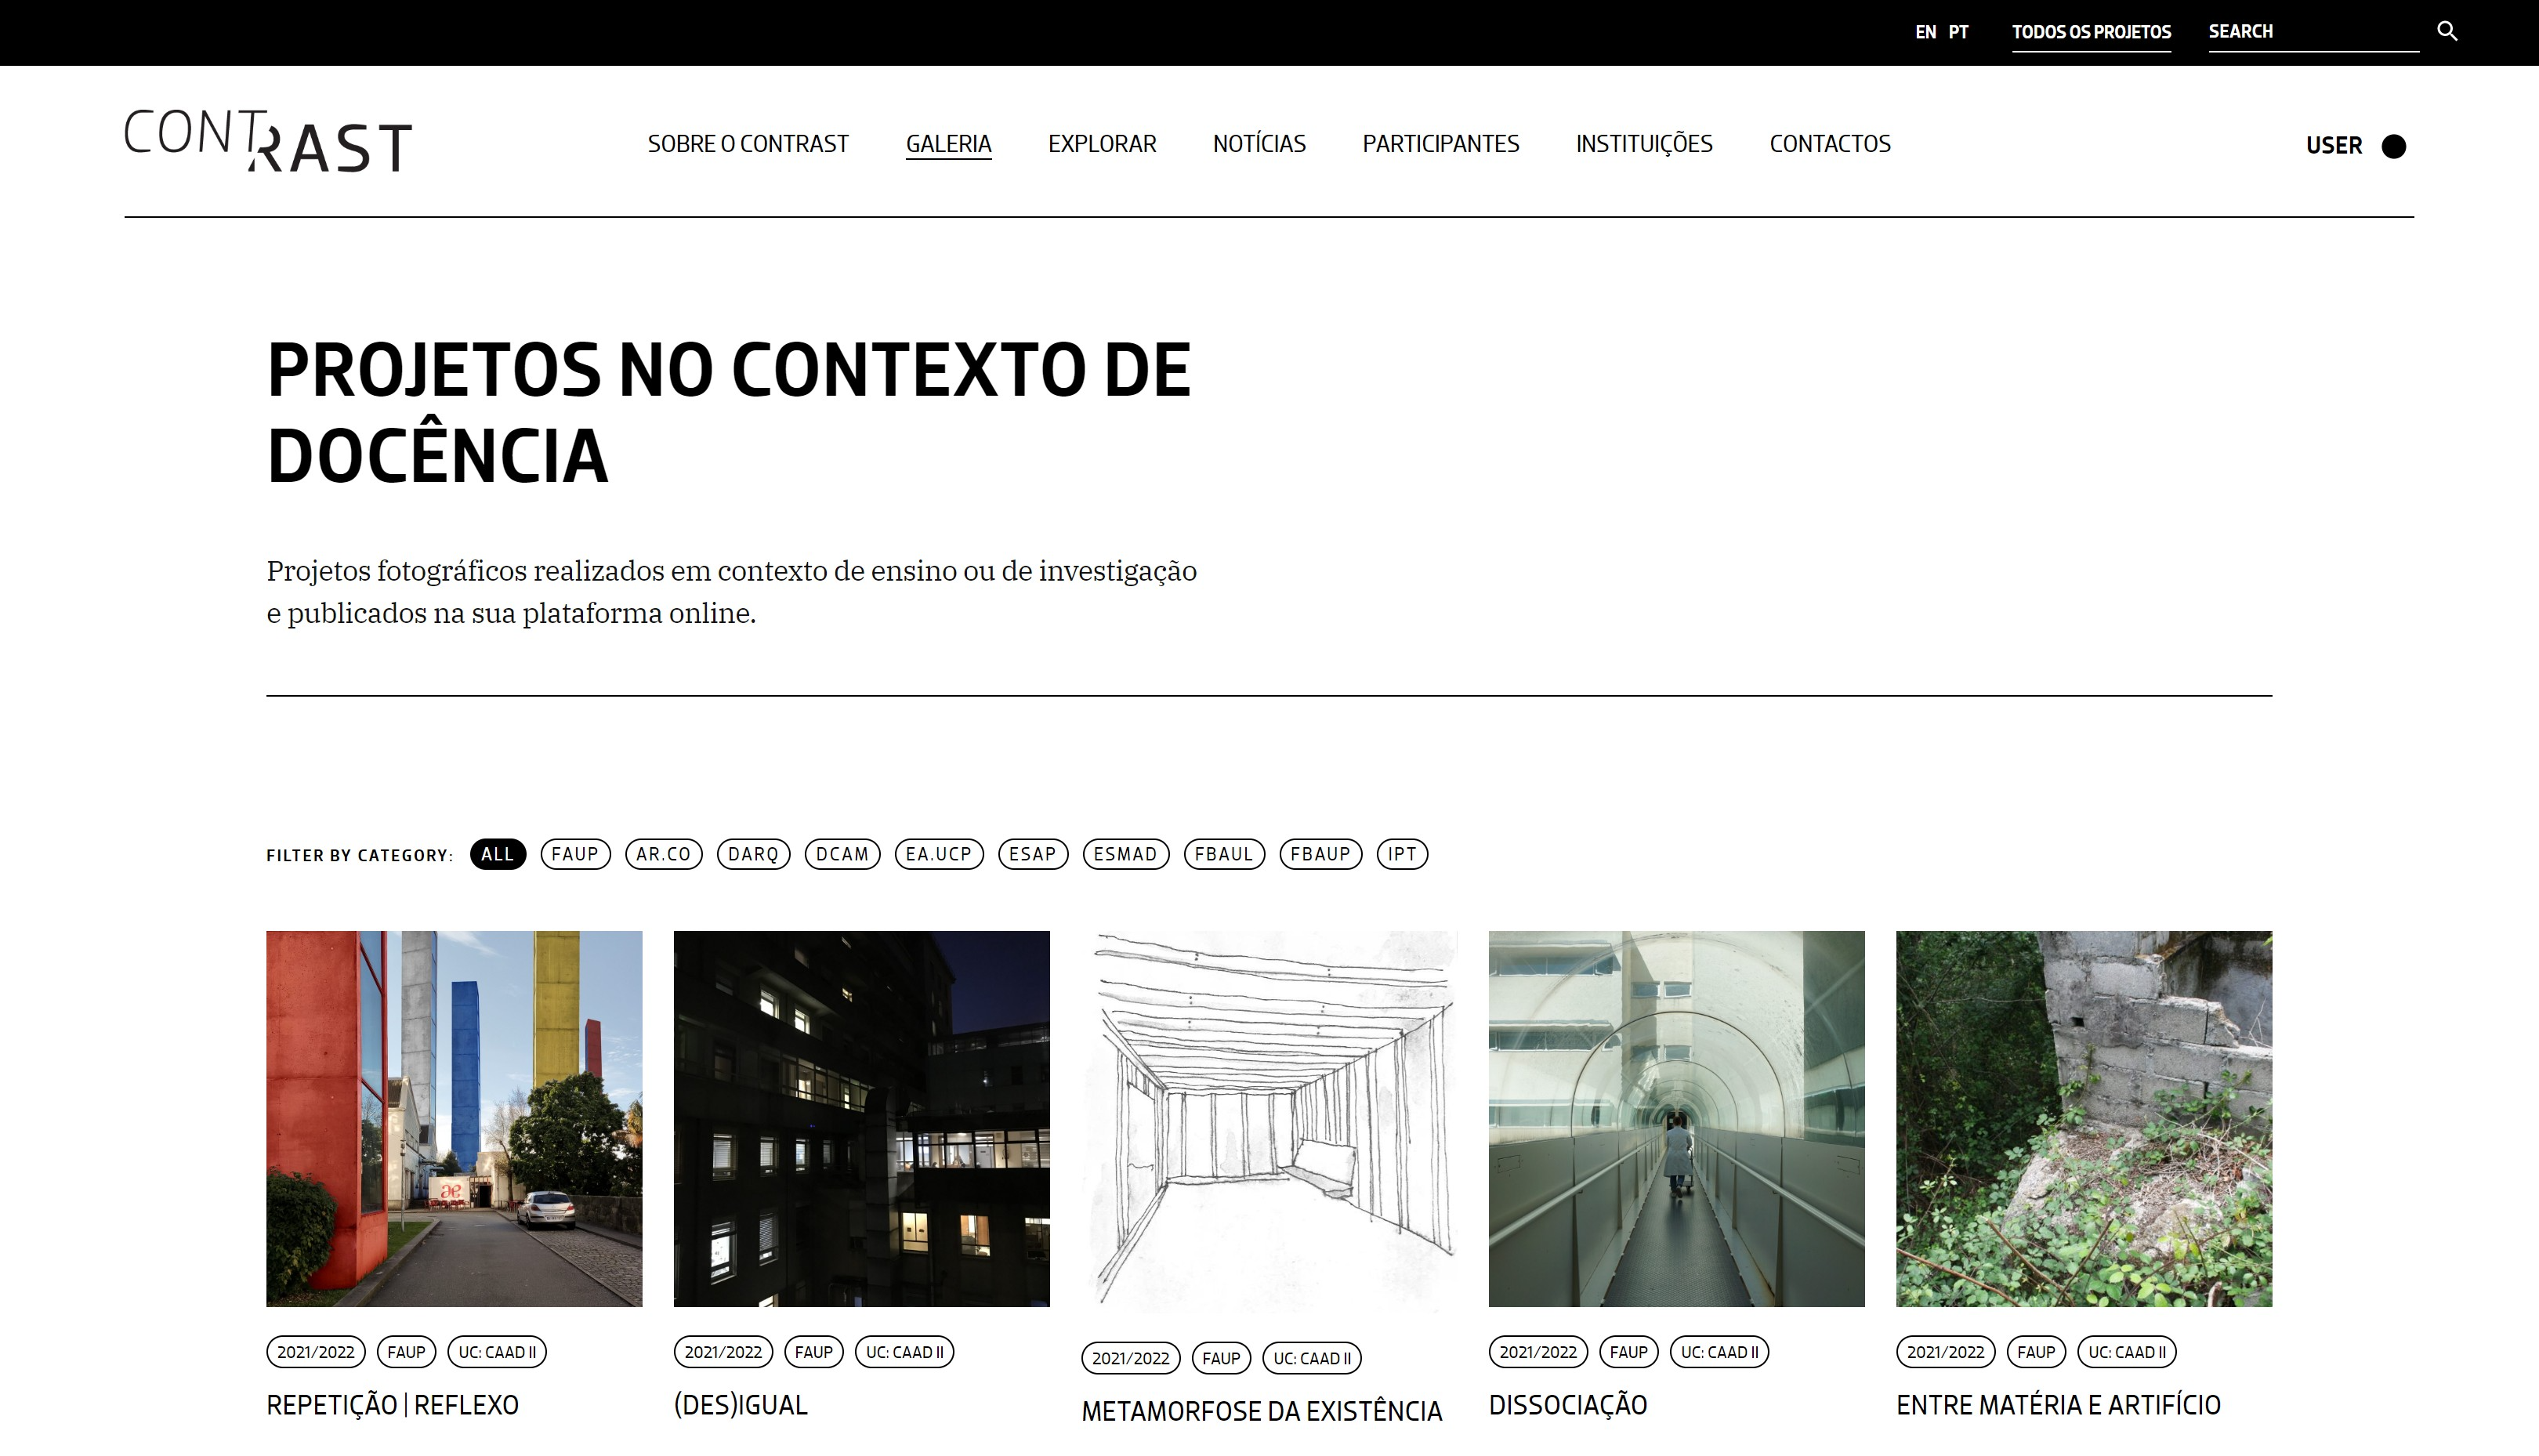 EN PT TODOS OS PROJETOS SEARCH
CONTRAST SOBRE O CONTRAST GALERIA EXPLORAR NOTÍCIAS PARTICIPANTES INSTITUIÇÕES CONTACTOS USER
PROJETOS NO CONTEXTO DE
DOCÊNCIA
Projetos fotográficos realizados em contexto de ensino ou de investigação
e publicados na sua plataforma online.
FILTER BY CATEGORY: ALL FAUP AR.CO DARQ DCAM EA.UCP ESAP ESMAD FBAUL FBAUP IPT
æ
2021/2022 FAUP UC: CAAD II
REPETIÇÃO | REFLEXO
2021/2022 FAUP UC: CAAD II
(DES)IGUAL
2021/2022 FAUP UC: CAAD II
METAMORFOSE DA EXISTÊNCIA
2021/2022 FAUP UC: CAAD II
DISSOCIAÇÃO
2021/2022 FAUP UC: CAAD II
ENTRE MATÉRIA E ARTIFÍCIO